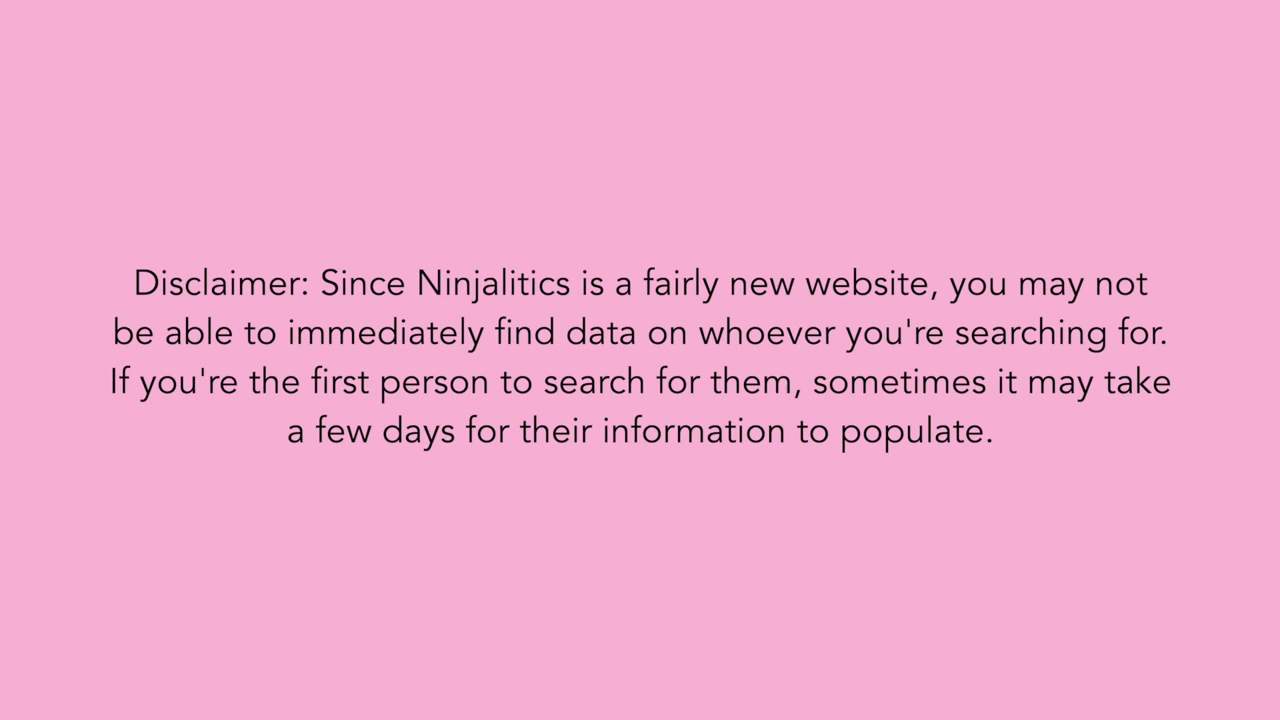 Disclaimer: Since Ninjalitics is a fairly new website, you may not
be able to immediately find data on whoever you're searching for.
If you're the first person to search for them, sometimes it may take
a few days for their information to populate.